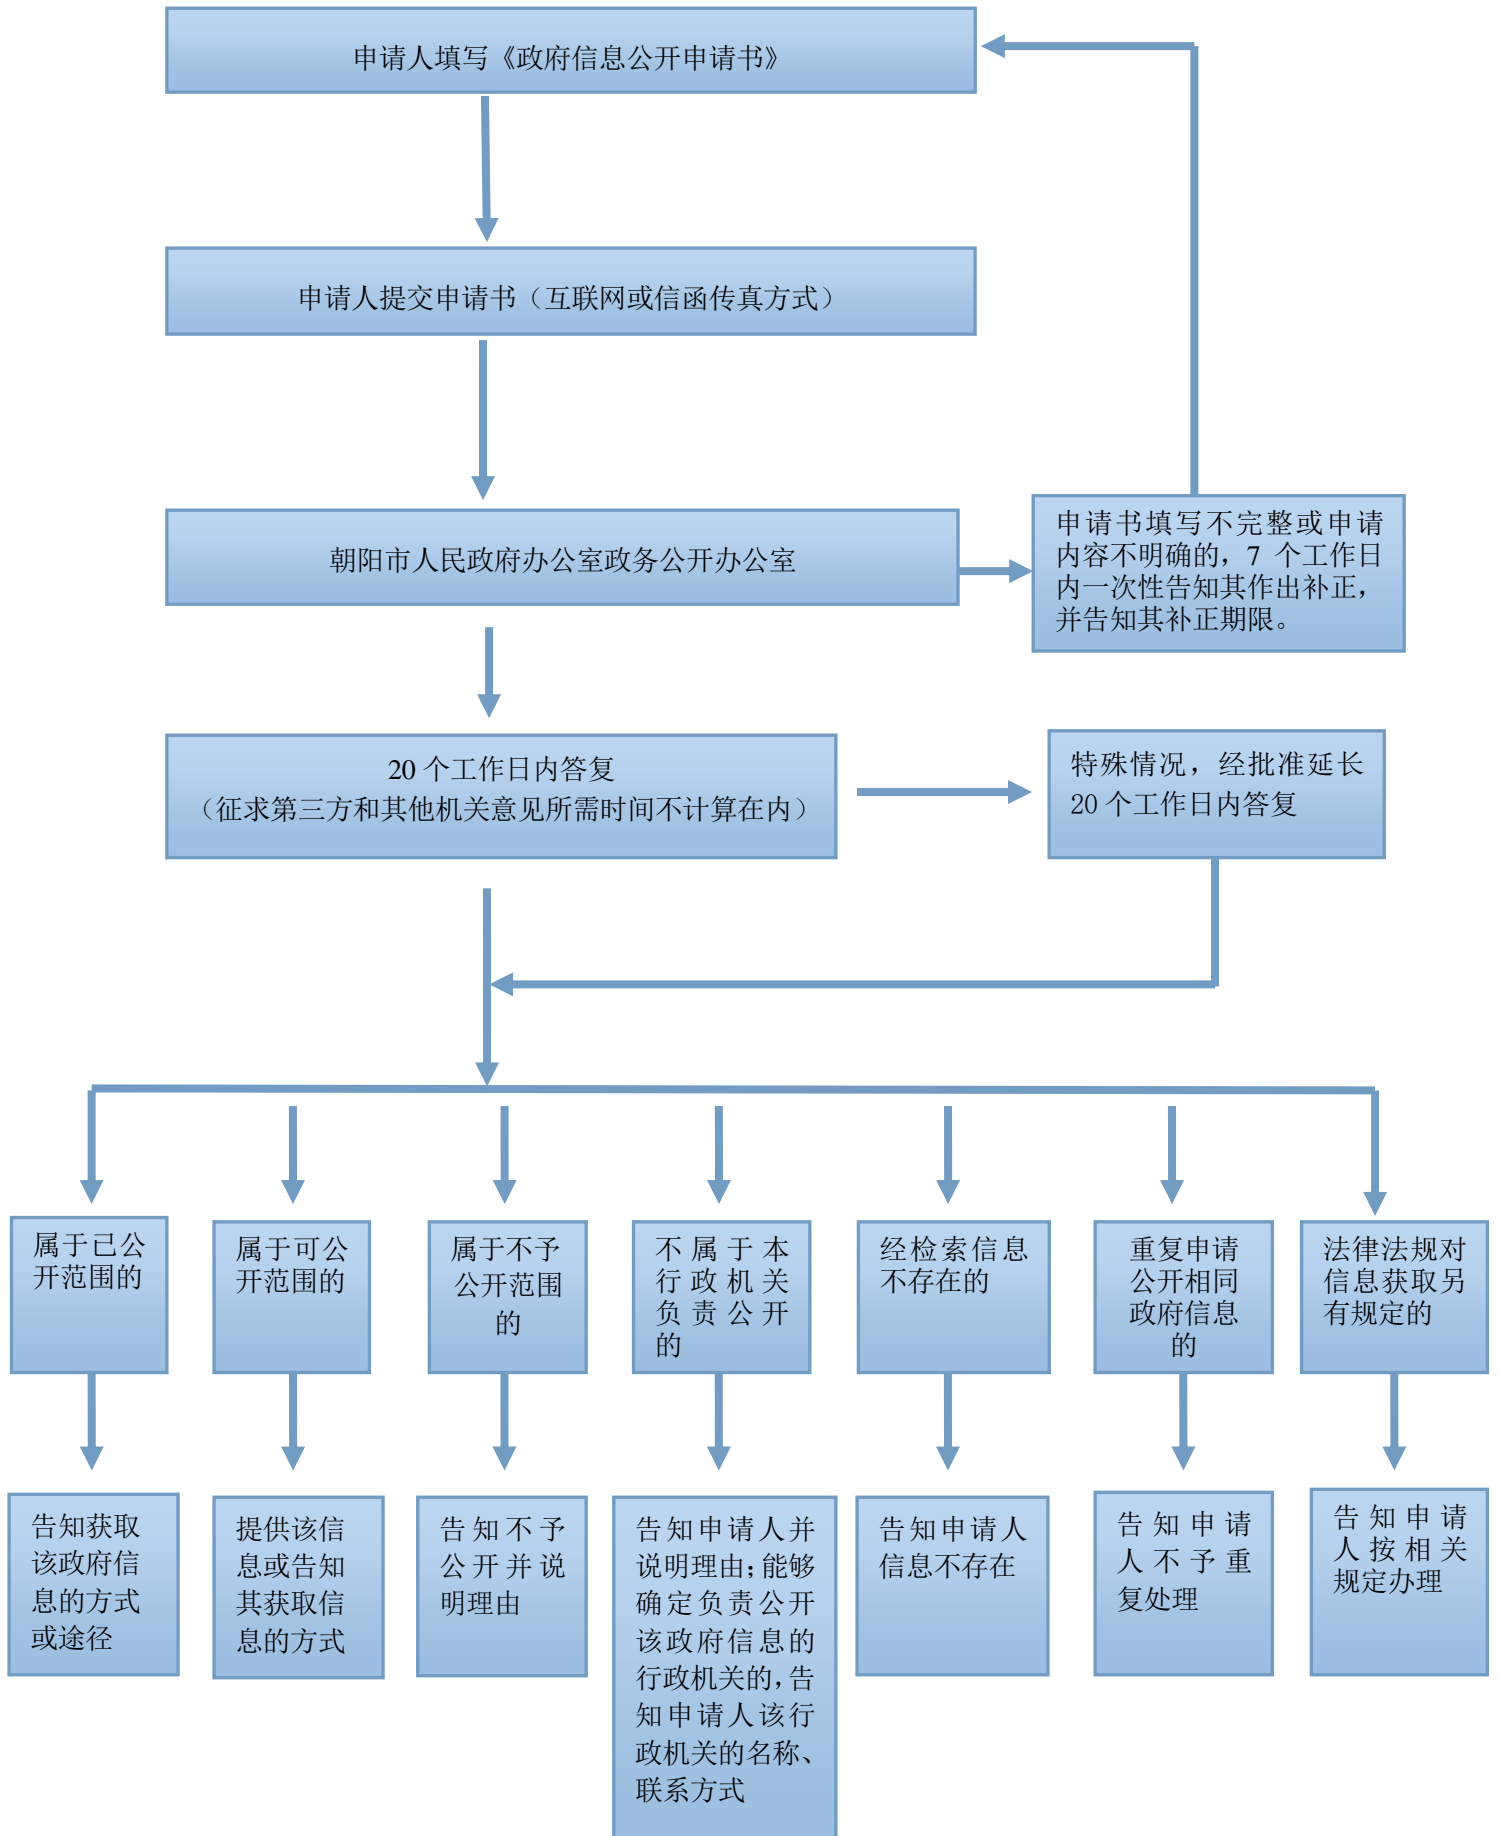 申请人填写《政府信息公开申请书》
申请人提交申请书（互联网或信函传真方式）
朝阳市人民政府办公室政务公开办公室
申请书填写不完整或申请
内容不明确的，7 个工作日
内一次性告知其作出补正，
并告知其补正期限。
20 个工作日内答复
（征求第三方和其他机关意见所需时间不计算在内）
特殊情况，经批准延长
20 个工作日内答复
属于已公
开范围的
属于可公
开范围的
属于不予
公开范围
的
不属于本
行政机关
负责公开
的
经检索信息
不存在的
重复申请
公开相同
政府信息
的
法律法规对
信息获取另
有规定的
告知获取
该政府信
息的方式
或途径
提供该信
息或告知
其获取信
息的方式
告知不予
公开并说
明理由
告知申请人并
说明理由；能够
确定负责公开
该政府信息的
行政机关的，告
知申请人该行
政机关的名称、
联系方式
告知申请人
信息不存在
告知申请
人不予重
复处理
告知申请
人按相关
规定办理